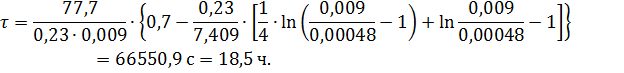 τ = 77,7 / (0,23 · 0,009) · {0,7 − 0,23 / 7,409 · [1/4 · ln (0,009 / 0,00048 − 1) + ln 0,009 / 0,00048 − 1]}
= 66550,9 с = 18,5 ч.